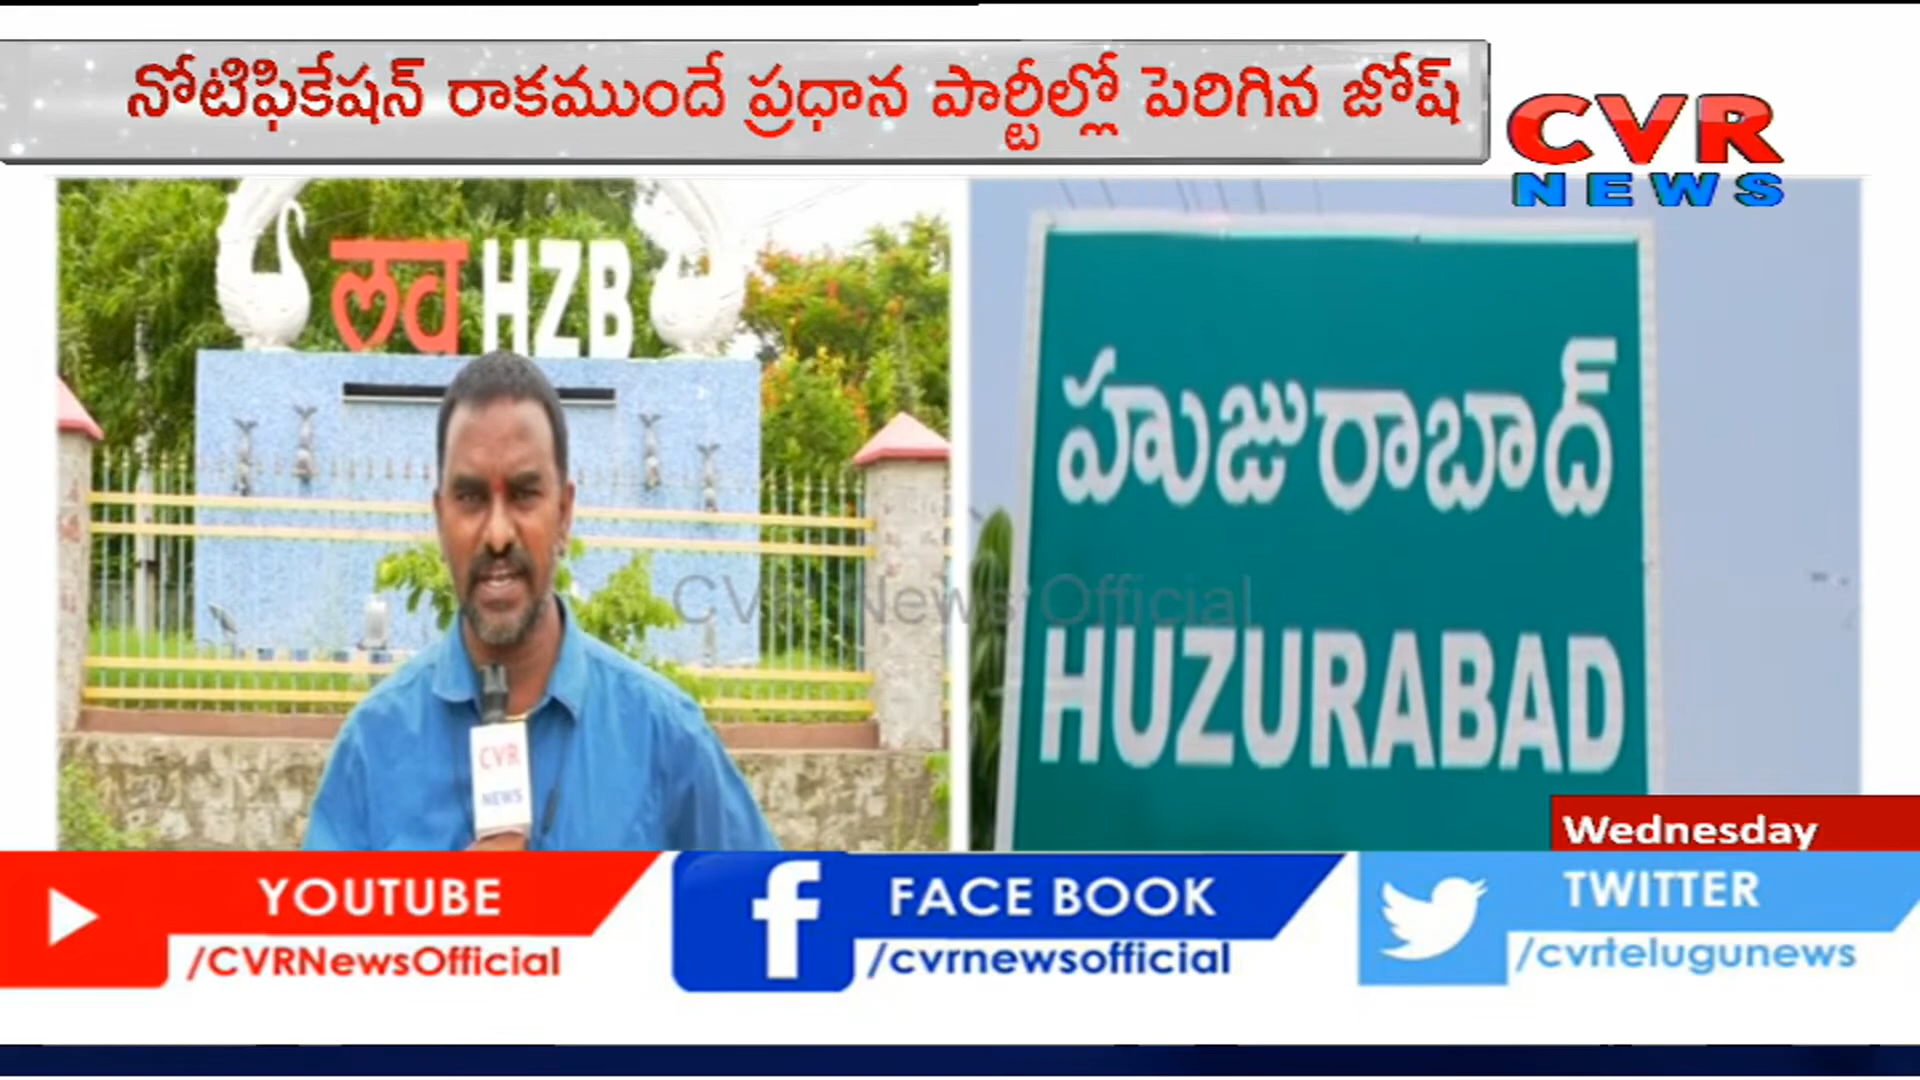 నోటిఫికేషన్ రాకముందే ప్రధాన పార్టీల్లో పెరిగిన జోష్
CVR
NEWS
लव HZB
హుజురాబాద్
HUZURABAD
CVR News Official
CVR
NEWS
Wednesday
YOUTUBE
/CVRNewsOfficial
FACE BOOK
/cvrnewsofficial
TWITTER
/cvrtelugunews